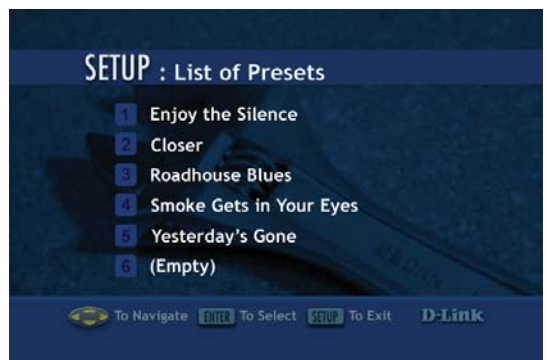 SETUP : List of Presets
1 Enjoy the Silence
2 Closer
3 Roadhouse Blues
4 Smoke Gets in Your Eyes
5 Yesterday's Gone
6 (Empty)
To Navigate ENTER To Select SETUP To Exit D-Link